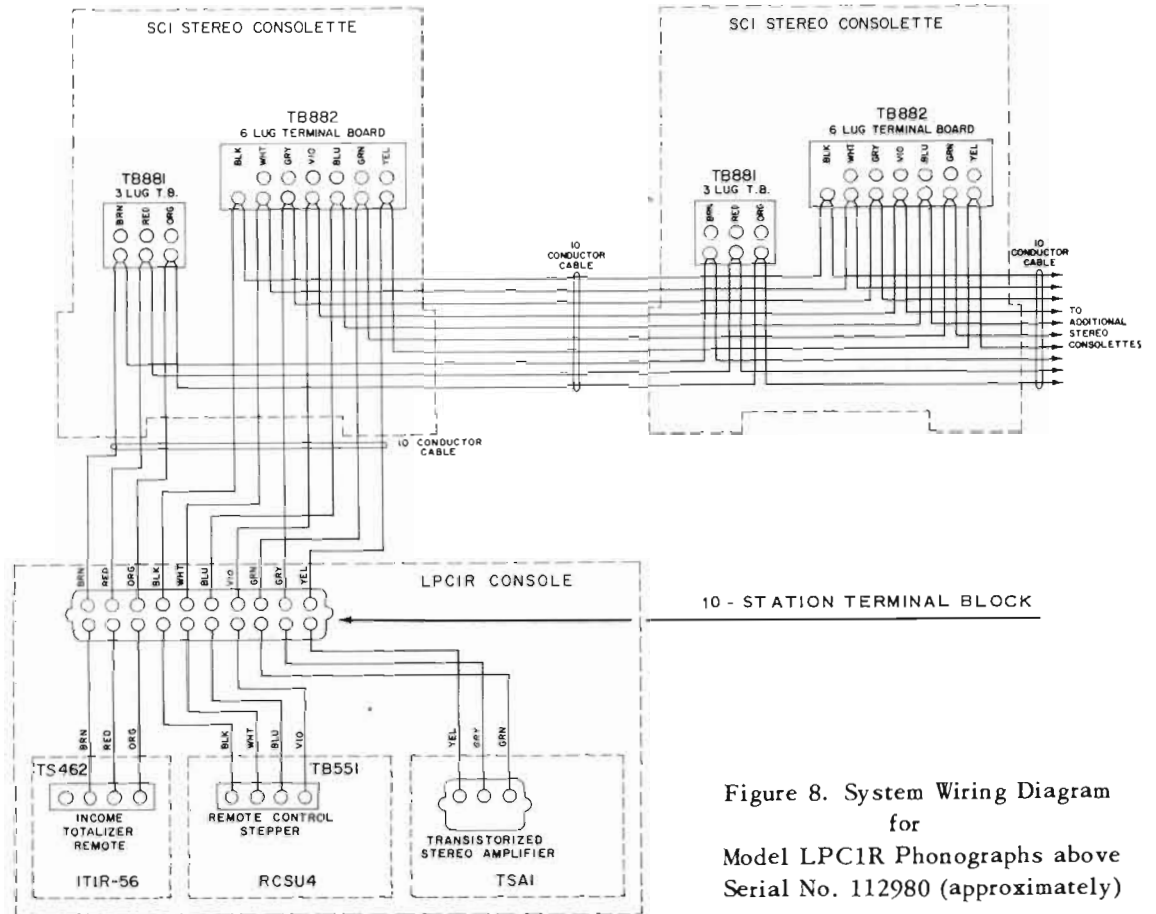 SCI STEREO CONSOLETTE
TB882
6 LUG TERMINAL BOARD
BLK
WHT
GRY
VIO
BLU
GRN
YEL
TB881
3 LUG T.B.
BRN
RED
ORG
SCI STEREO CONSOLETTE
TB882
6 LUG TERMINAL BOARD
BLK
WHT
GRY
VIO
BLU
GRN
YEL
TB881
3 LUG T.B.
BRN
RED
ORG
10
CONDUCTOR
CABLE
10
CONDUCTOR
CABLE
TO
ADDITIONAL
STEREO
CONSOLETTES
10 CONDUCTOR
CABLE
LPCIR CONSOLE
BRN
RED
ORG
BLK
WHT
BLU
VIO
GRN
GRY
YEL
10 - STATION TERMINAL BLOCK
BRN
RED
ORG
BLK
WHT
BLU
VIO
YEL
GRY
GRN
TS462
INCOME
TOTALIZER
REMOTE
ITIR-56
TB551
REMOTE CONTROL
STEPPER
RCSU4
TRANSISTORIZED
STEREO AMPLIFIER
TSAI
Figure 8. System Wiring Diagram
for
Model LPC1R Phonographs above
Serial No. 112980 (approximately)